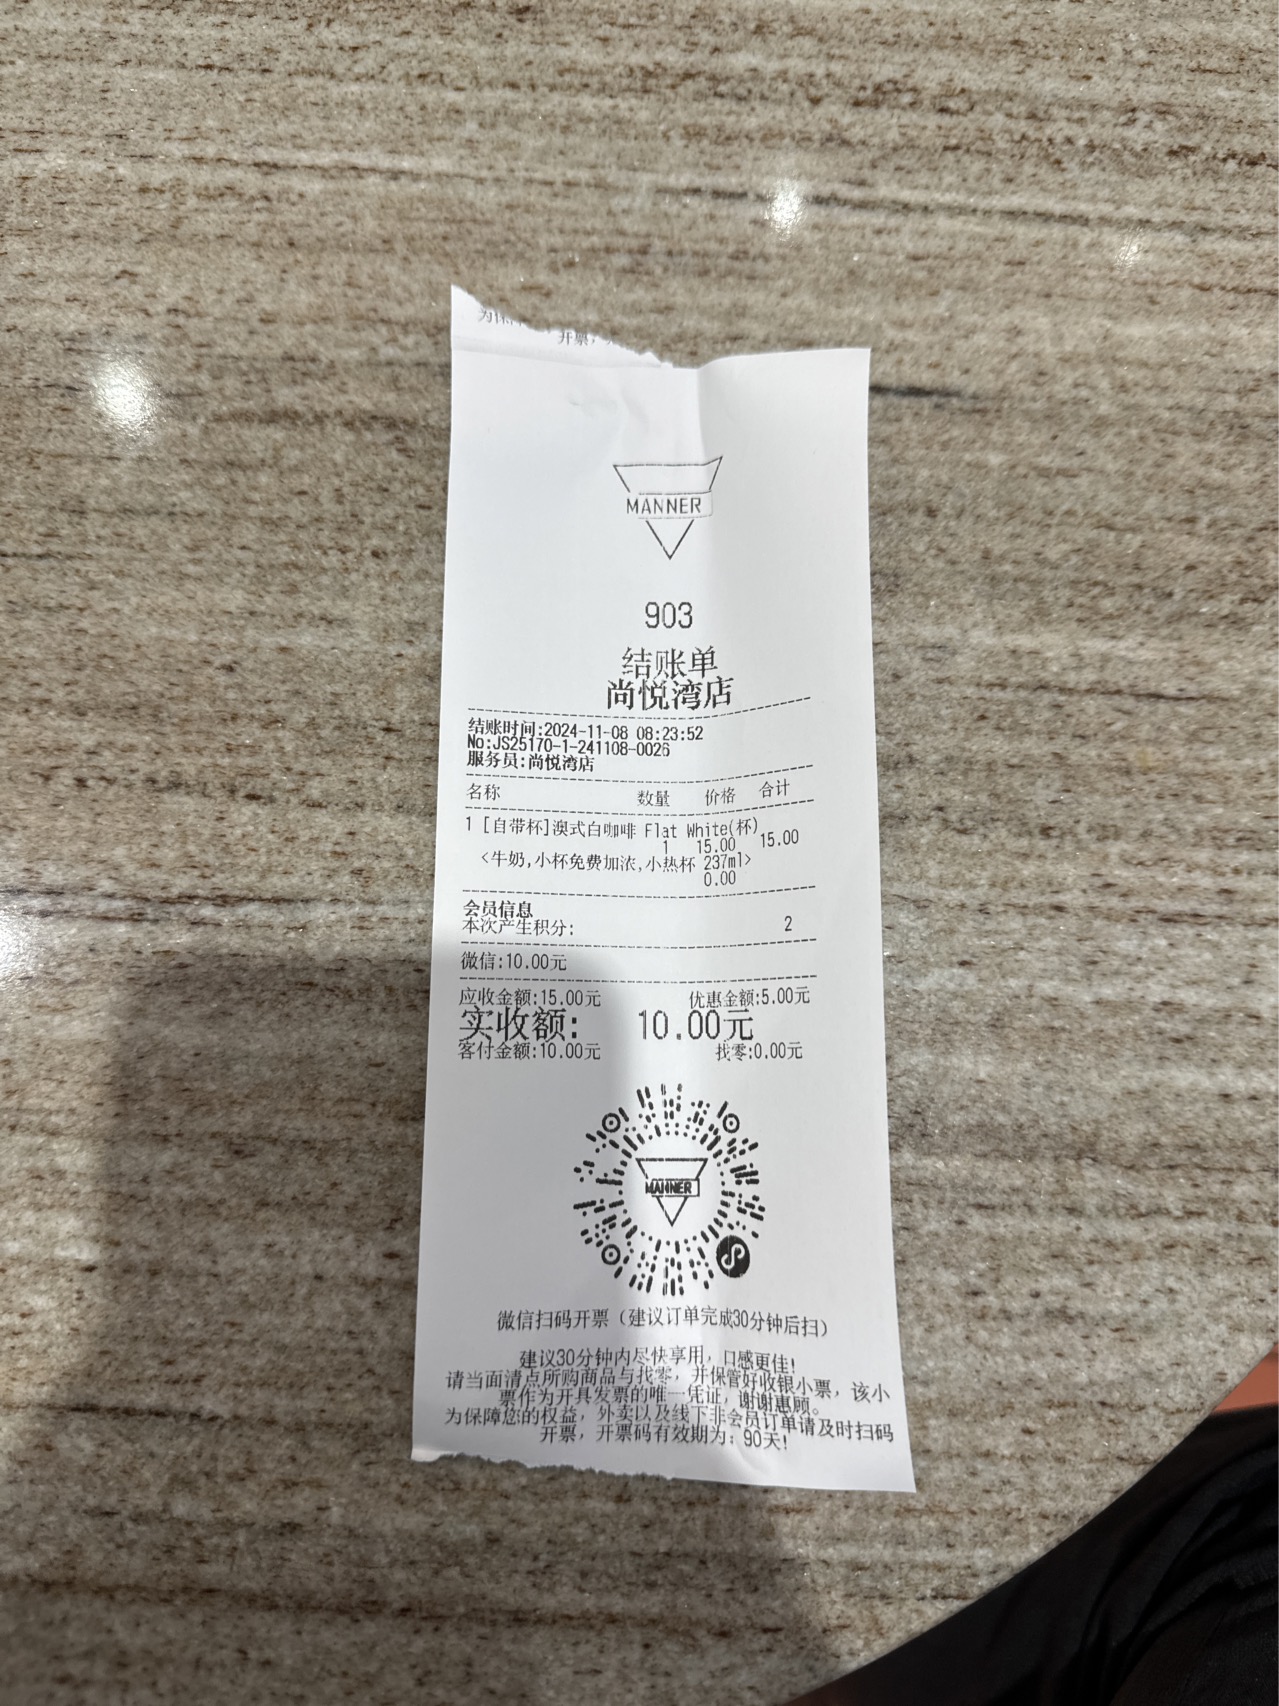 开票，
MANNER
903
结账单
尚悦湾店
结账时间:2024-11-08 08:23:52
No:JS25170-1-241108-0026
服务员:尚悦湾店
名称 数量 价格 合计
1 [自带杯]澳式白咖啡 Flat White(杯)
1 15.00 15.00
<牛奶,小杯免费加浓,小热杯 237ml>
0.00
会员信息
本次产生积分: 2
微信:10.00元
应收金额:15.00元 优惠金额:5.00元
实收额: 10.00元
客付金额:10.00元 找零:0.00元
MANNER
微信扫码开票（建议订单完成30分钟后扫）
建议30分钟内尽快享用，口感更佳!
请当面清点所购商品与找零，并保管好收银小票，该小
票作为开具发票的唯一凭证，谢谢惠顾。
为保障您的权益，外卖以及线下非会员订单请及时扫码
开票，开票码有效期为: 90天!